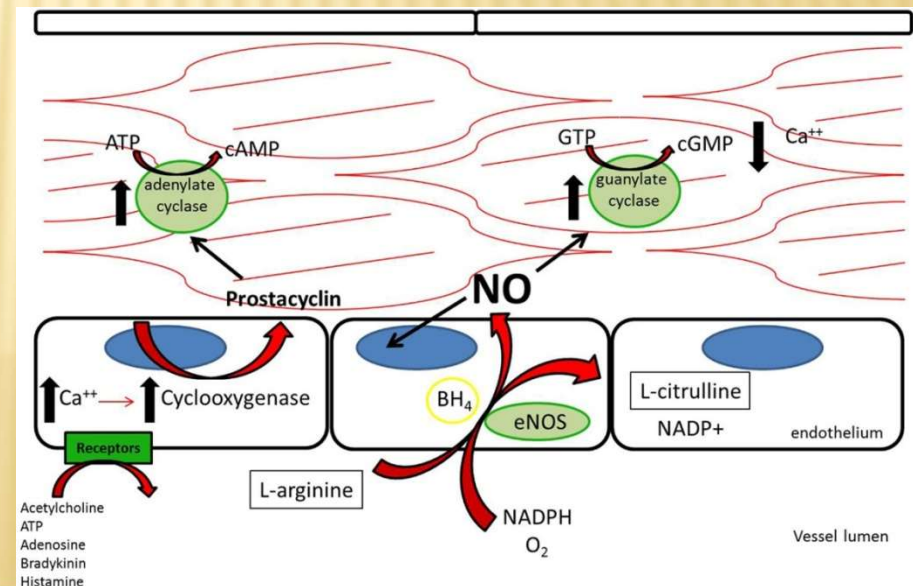 ATP
cAMP
adenylate
cyclase
GTP
cGMP
guanylate
cyclase
Ca⁺⁺
Prostacyclin
NO
Ca⁺⁺
Cyclooxygenase
Receptors
BH₄
eNOS
L-citrulline
NADP+
endothelium
L-arginine
NADPH
O₂
Vessel lumen
Acetylcholine
ATP
Adenosine
Bradykinin
Histamine